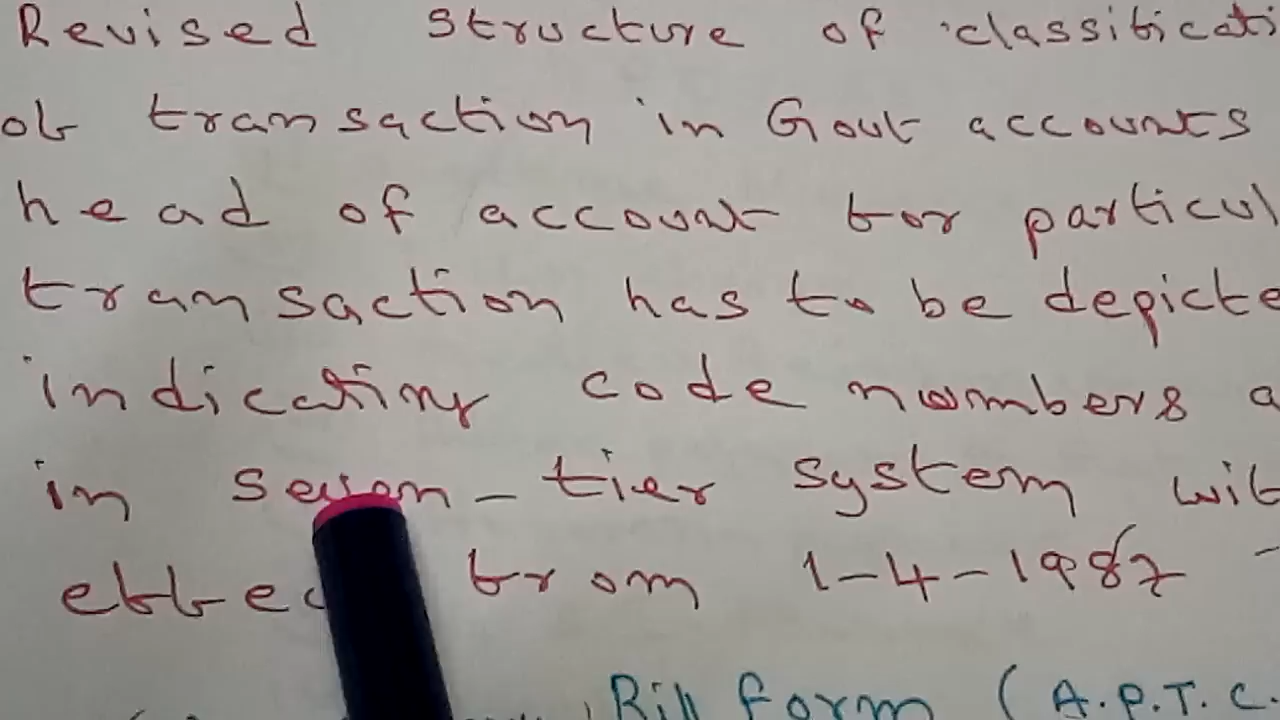 Revised structure of classificati
of transaction in Govt accounts
head of account for particul
transaction has to be depicte
indicating code numbers a
in seven-tier system wit
effec from 1-4-1987
Bill form (A.P.T.C.